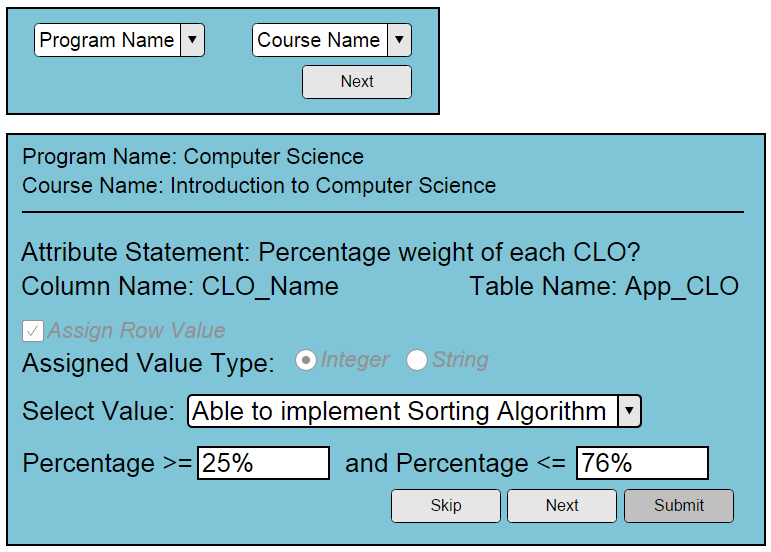 Program Name ▼ Course Name ▼
Next
Program Name: Computer Science
Course Name: Introduction to Computer Science
Attribute Statement: Percentage weight of each CLO?
Column Name: CLO_Name Table Name: App_CLO
Assign Row Value
Assigned Value Type: Integer String
Select Value: Able to implement Sorting Algorithm ▼
Percentage >= 25% and Percentage <= 76%
Skip Next Submit